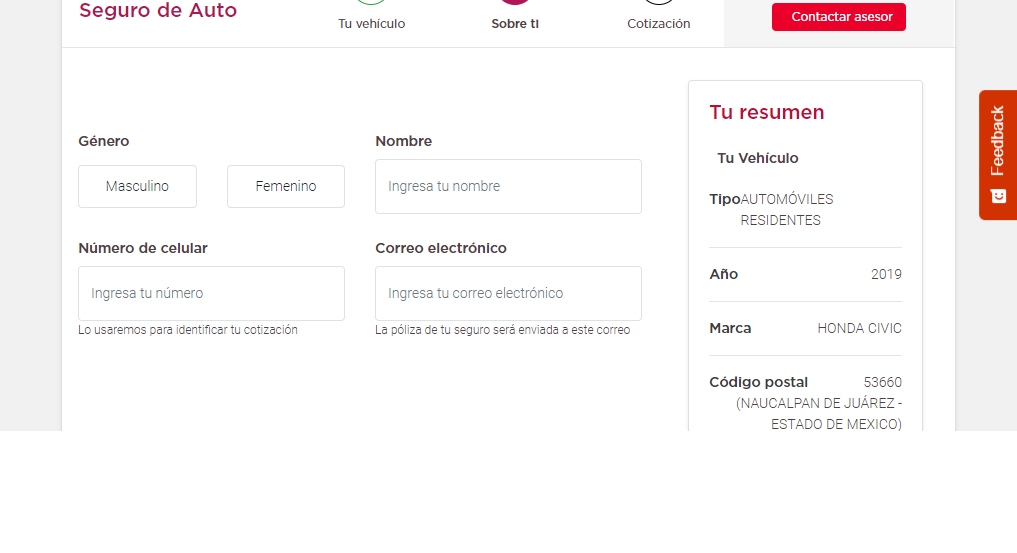 Seguro de Auto
Tu vehículo
Sobre ti
Cotización
Contactar asesor
Género
Masculino
Femenino
Nombre
Ingresa tu nombre
Número de celular
Ingresa tu número
Lo usaremos para identificar tu cotización
Correo electrónico
Ingresa tu correo electrónico
La póliza de tu seguro será enviada a este correo
Tu resumen
Tu Vehículo
Tipo AUTOMÓVILES
RESIDENTES
Año 2019
Marca HONDA CIVIC
Código postal 53660
(NAUCALPAN DE JUÁREZ -
ESTADO DE MEXICO)
Feedback